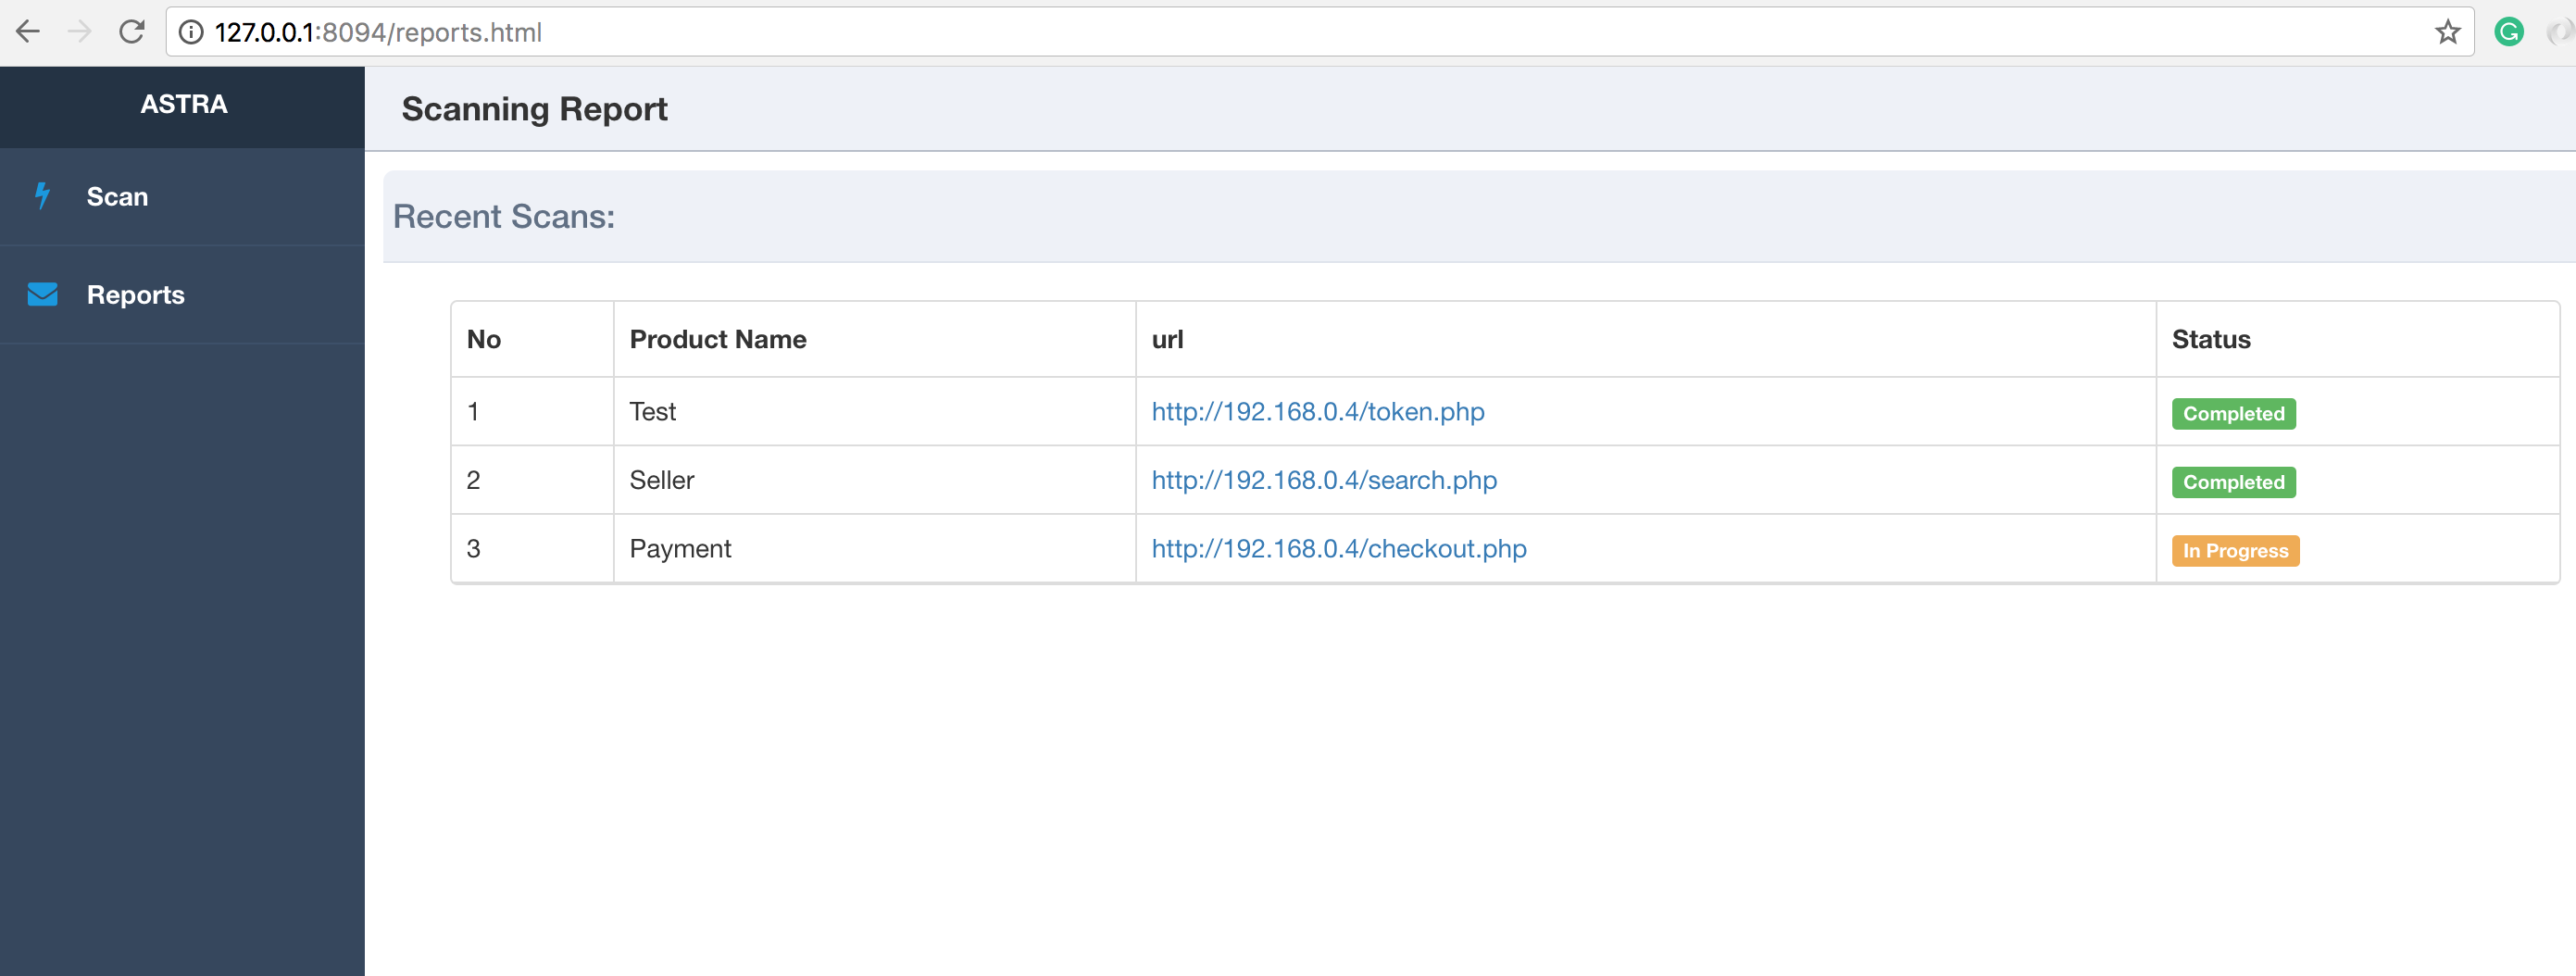 127.0.0.1:8094/reports.html
ASTRA
Scanning Report
Scan
Reports
Recent Scans:
No Product Name url Status
1 Test http://192.168.0.4/token.php Completed
2 Seller http://192.168.0.4/search.php Completed
3 Payment http://192.168.0.4/checkout.php In Progress